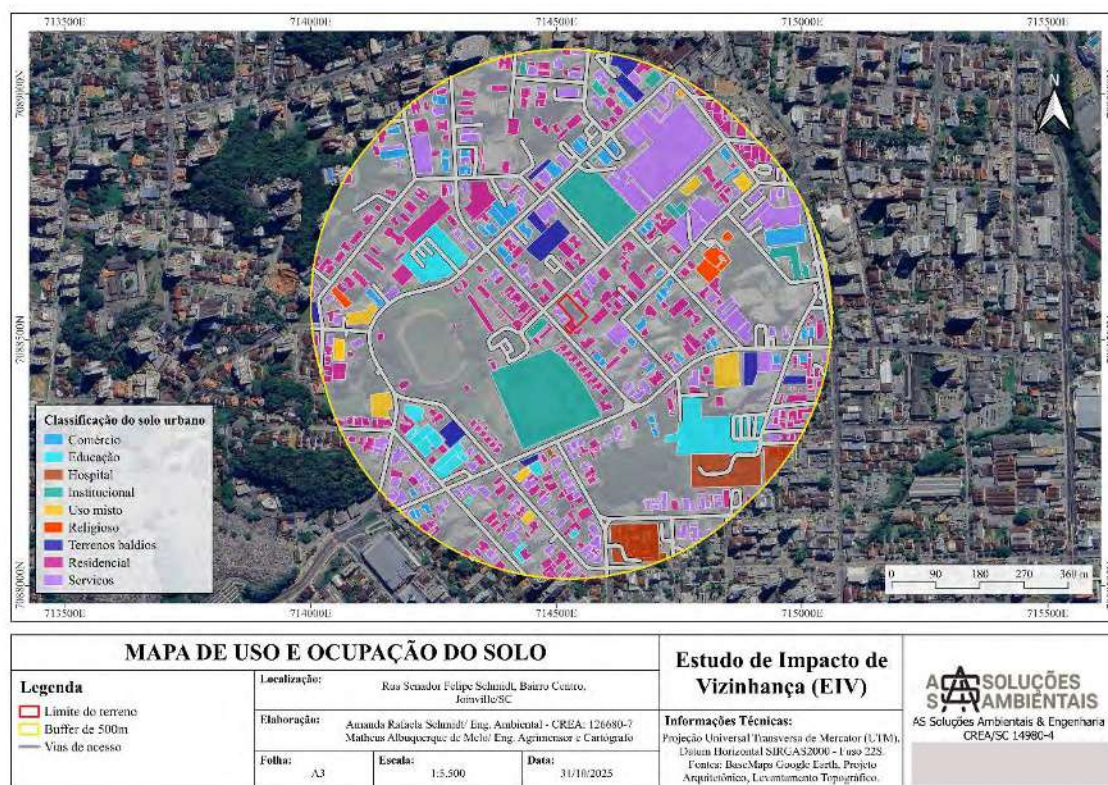 713500E 714000E 714500E 715000E 715500E
7089000N
7088500N
7088000N
N
Classificação do solo urbano
Comércio
Educação
Hospital
Institucional
Uso misto
Religioso
Terrenos baldios
Residencial
Serviços
0 90 180 270 360 m
713500E 714000E 714500E 715000E 715500E
MAPA DE USO E OCUPAÇÃO DO SOLO
Legenda
Limite do terreno
Buffer de 500m
Vias de acesso
Localização:
Rua Senador Felipe Schmidt, Bairro Centro,
Joinville/SC
Elaboração:
Amanda Rafaela Schmidt/ Eng. Ambiental - CREA: 126680-7
Matheus Albuquerque de Melo/ Eng. Agrimensor e Cartógrafo
Folha:
A3
Escala:
1:5.500
Data:
31/10/2025
Estudo de Impacto de
Vizinhança (EIV)
Informações Técnicas:
Projeção Universal Transversa de Mercator (UTM).
Datum Horizontal SIRGAS2000 - Fuso 22S.
Fontes: BaseMaps Google Earth, Projeto
Arquitetônico, Levantamento Topográfico.
AS SOLUÇÕES
AMBIENTAIS
AS Soluções Ambientais & Engenharia
CREA/SC 14980-4